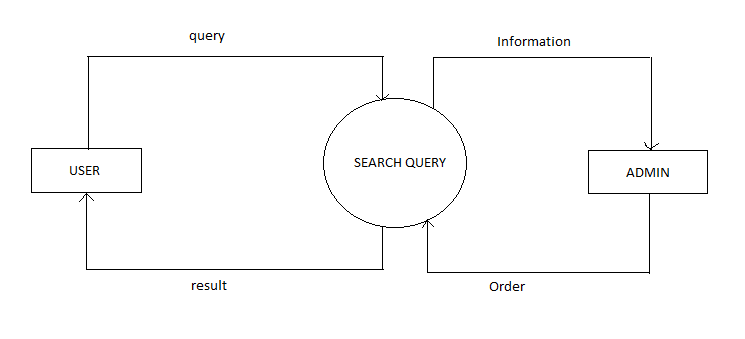 query
Information
USER
SEARCH QUERY
ADMIN
result
Order